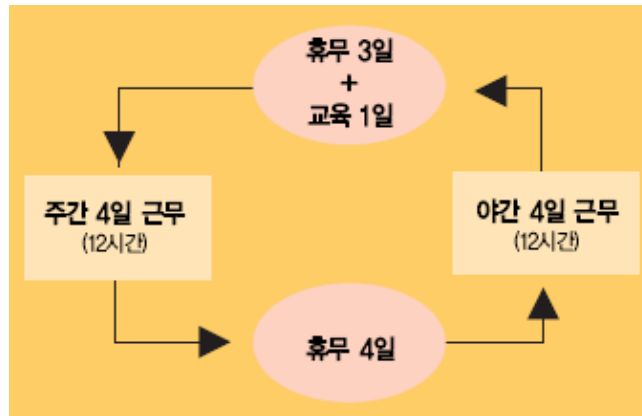 휴무 3일
+
교육 1일
주간 4일 근무
(12시간)
야간 4일 근무
(12시간)
휴무 4일